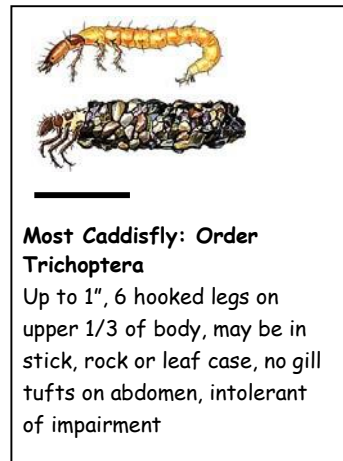 Most Caddisfly: Order
Trichoptera
Up to 1”, 6 hooked legs on
upper 1/3 of body, may be in
stick, rock or leaf case, no gill
tufts on abdomen, intolerant
of impairment